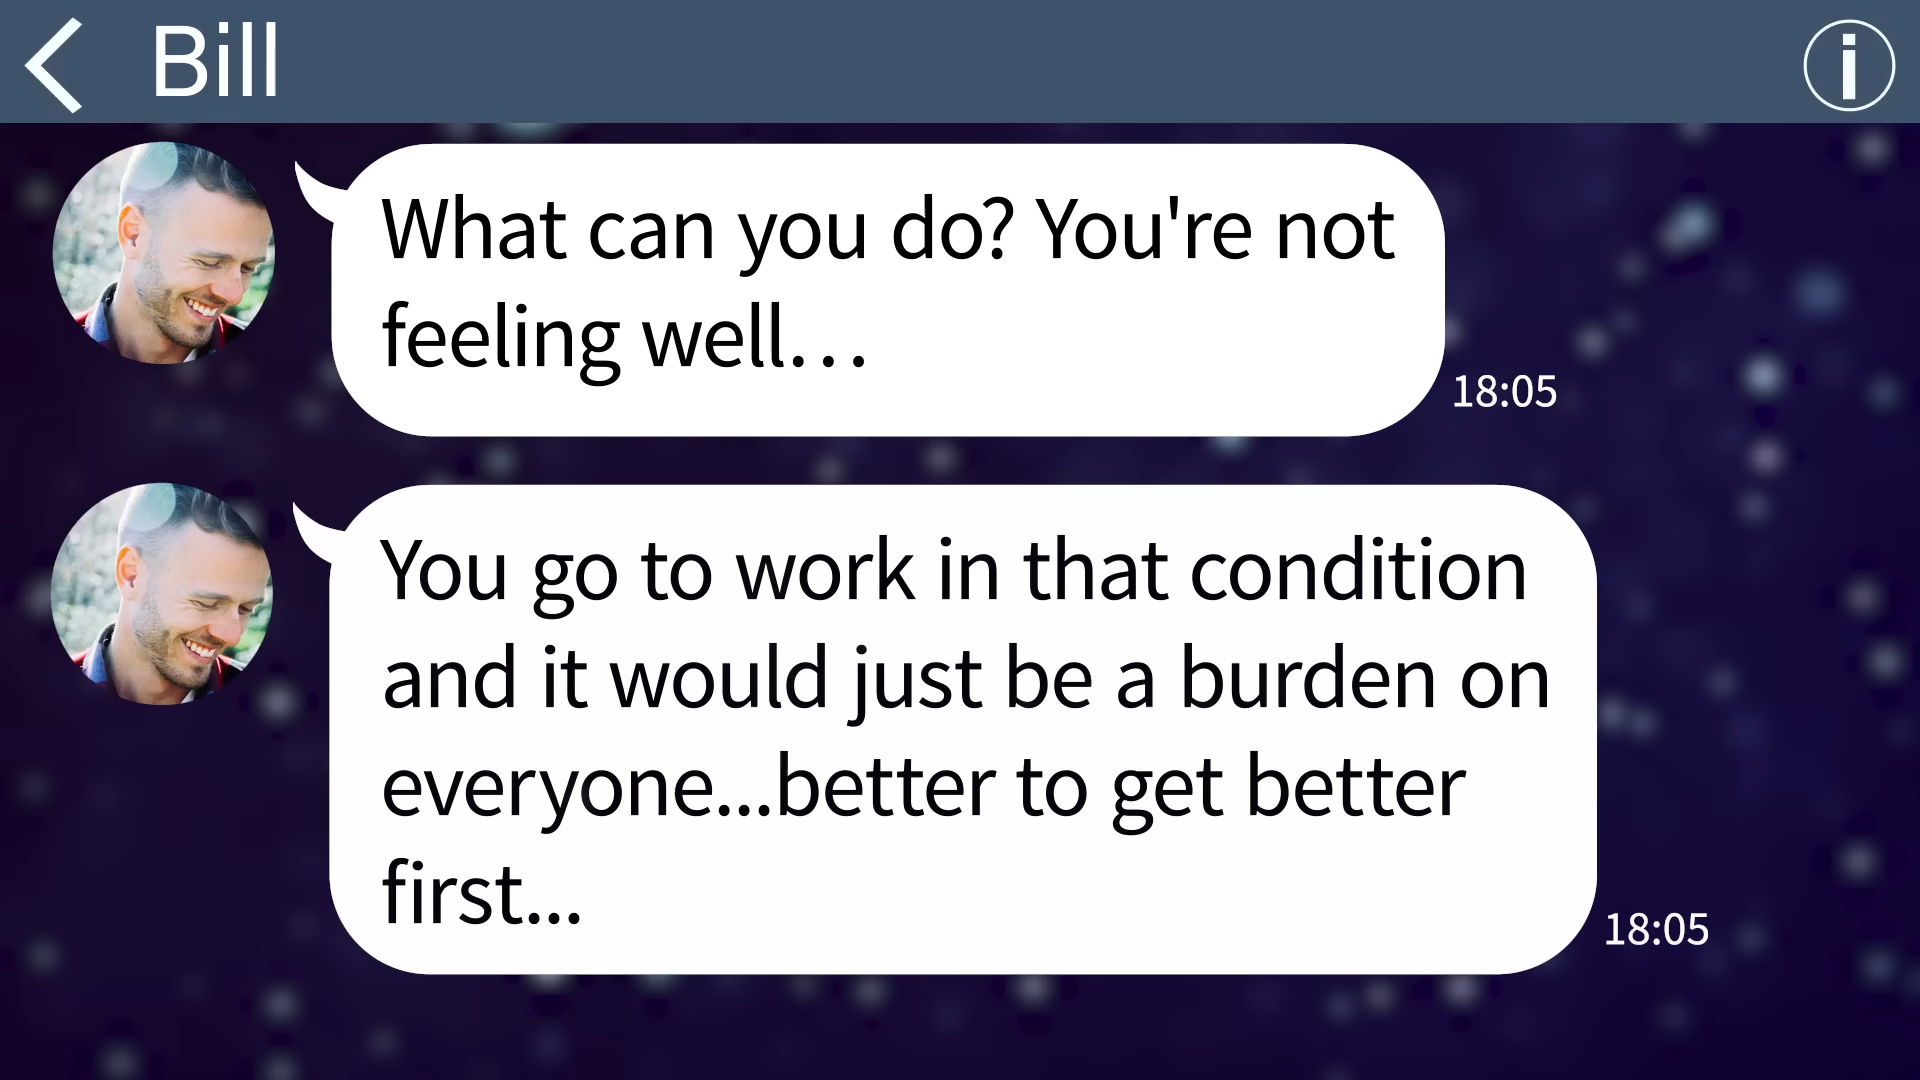 Bill
What can you do? You're not
feeling well…
18:05
You go to work in that condition
and it would just be a burden on
everyone...better to get better
first...
18:05